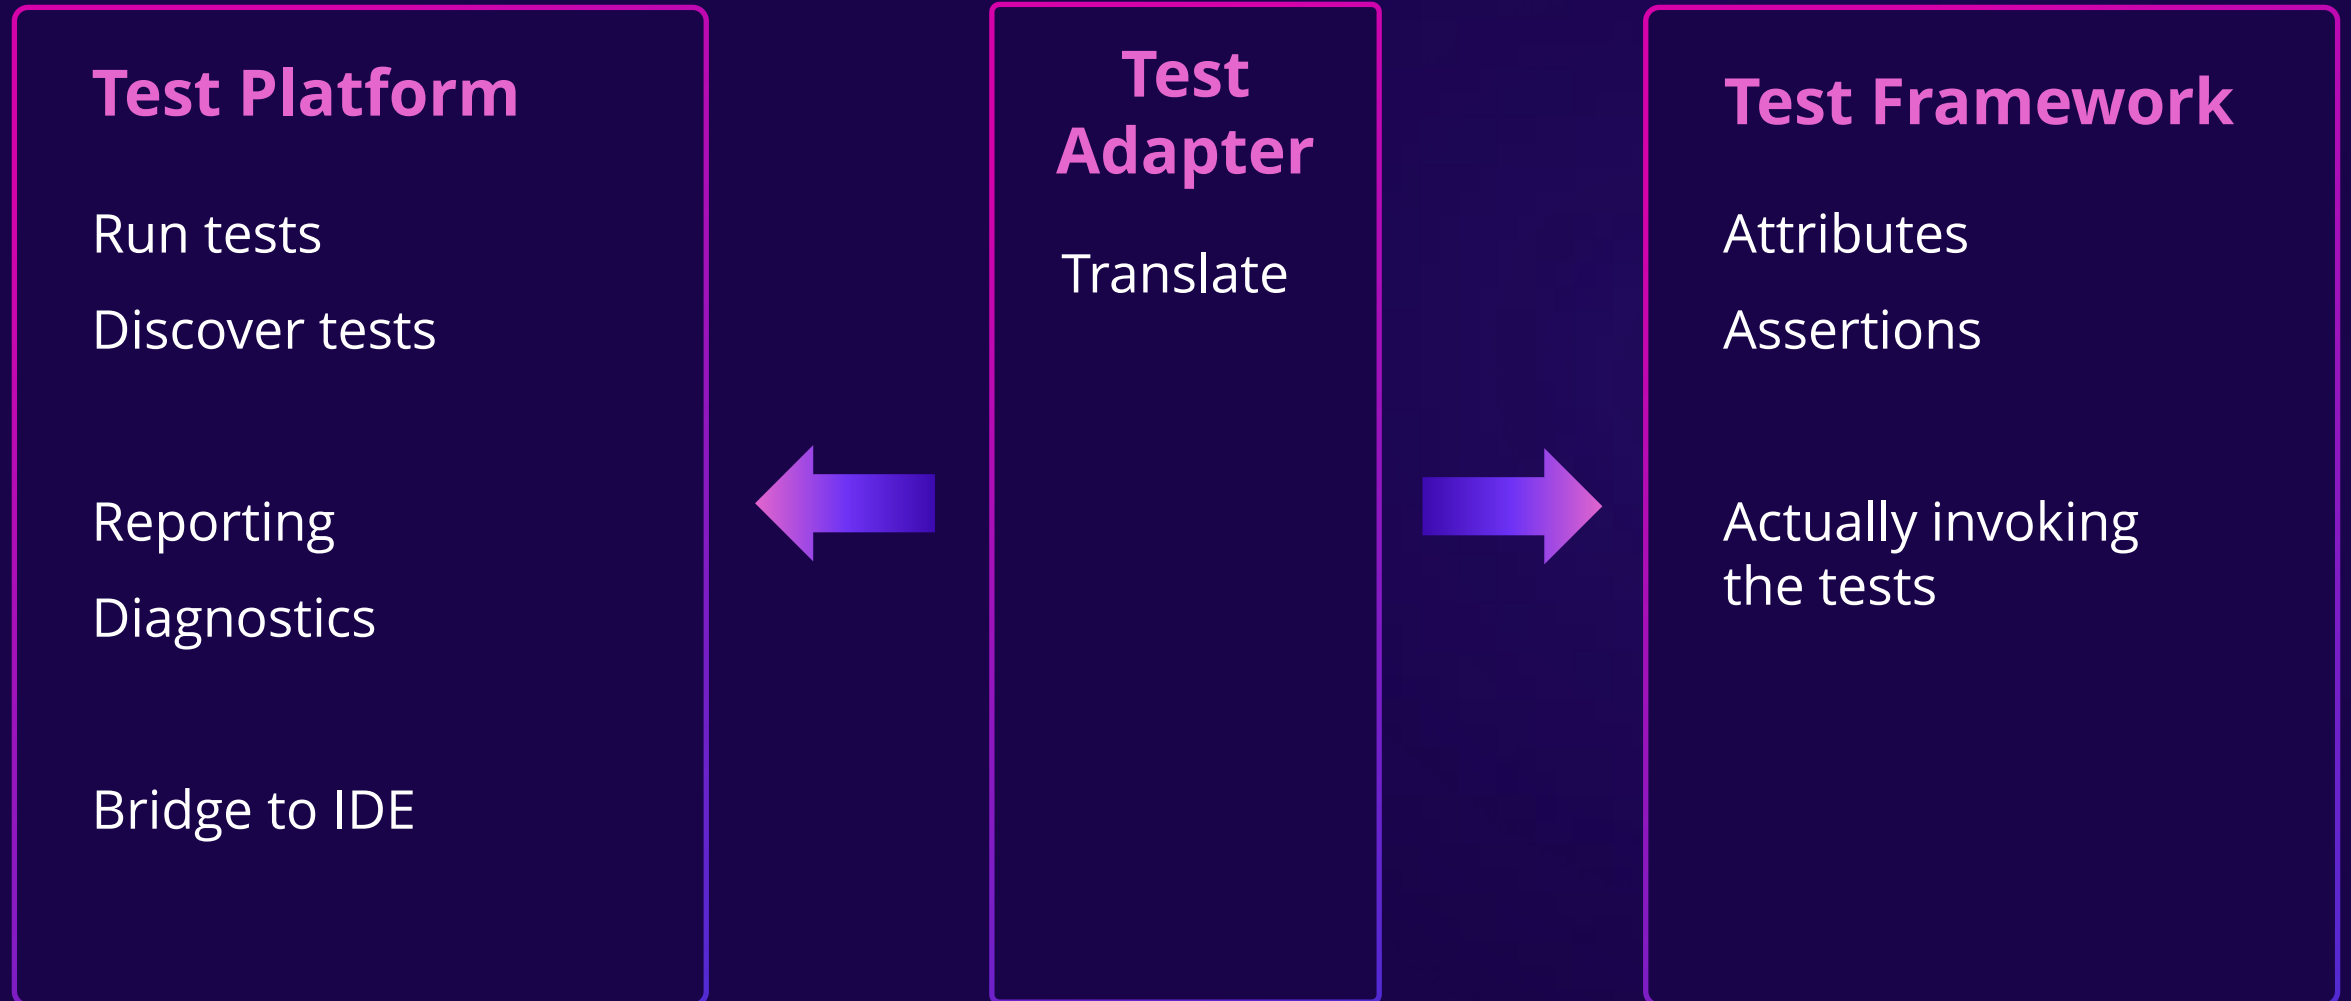 Test Platform
Run tests
Discover tests
Reporting
Diagnostics
Bridge to IDE
Test
Adapter
Translate
Test Framework
Attributes
Assertions
Actually invoking
the tests